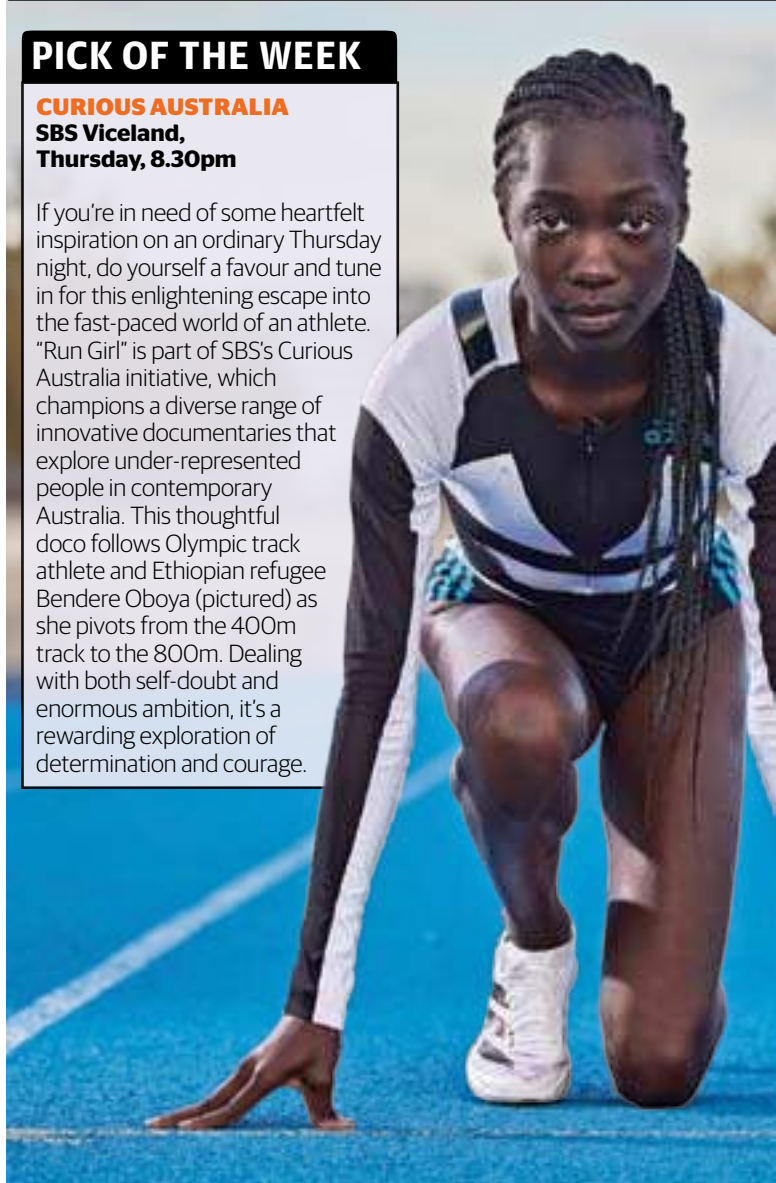 PICK OF THE WEEK
CURIOUS AUSTRALIA
SBS Viceland,
Thursday, 8.30pm
If you're in need of some heartfelt
inspiration on an ordinary Thursday
night, do yourself a favour and tune
in for this enlightening escape into
the fast-paced world of an athlete.
“Run Girl” is part of SBS's Curious
Australia initiative, which
champions a diverse range of
innovative documentaries that
explore under-represented
people in contemporary
Australia. This thoughtful
doco follows Olympic track
athlete and Ethiopian refugee
Bendere Oboya (pictured) as
she pivots from the 400m
track to the 800m. Dealing
with both self-doubt and
enormous ambition, it's a
rewarding exploration of
determination and courage.